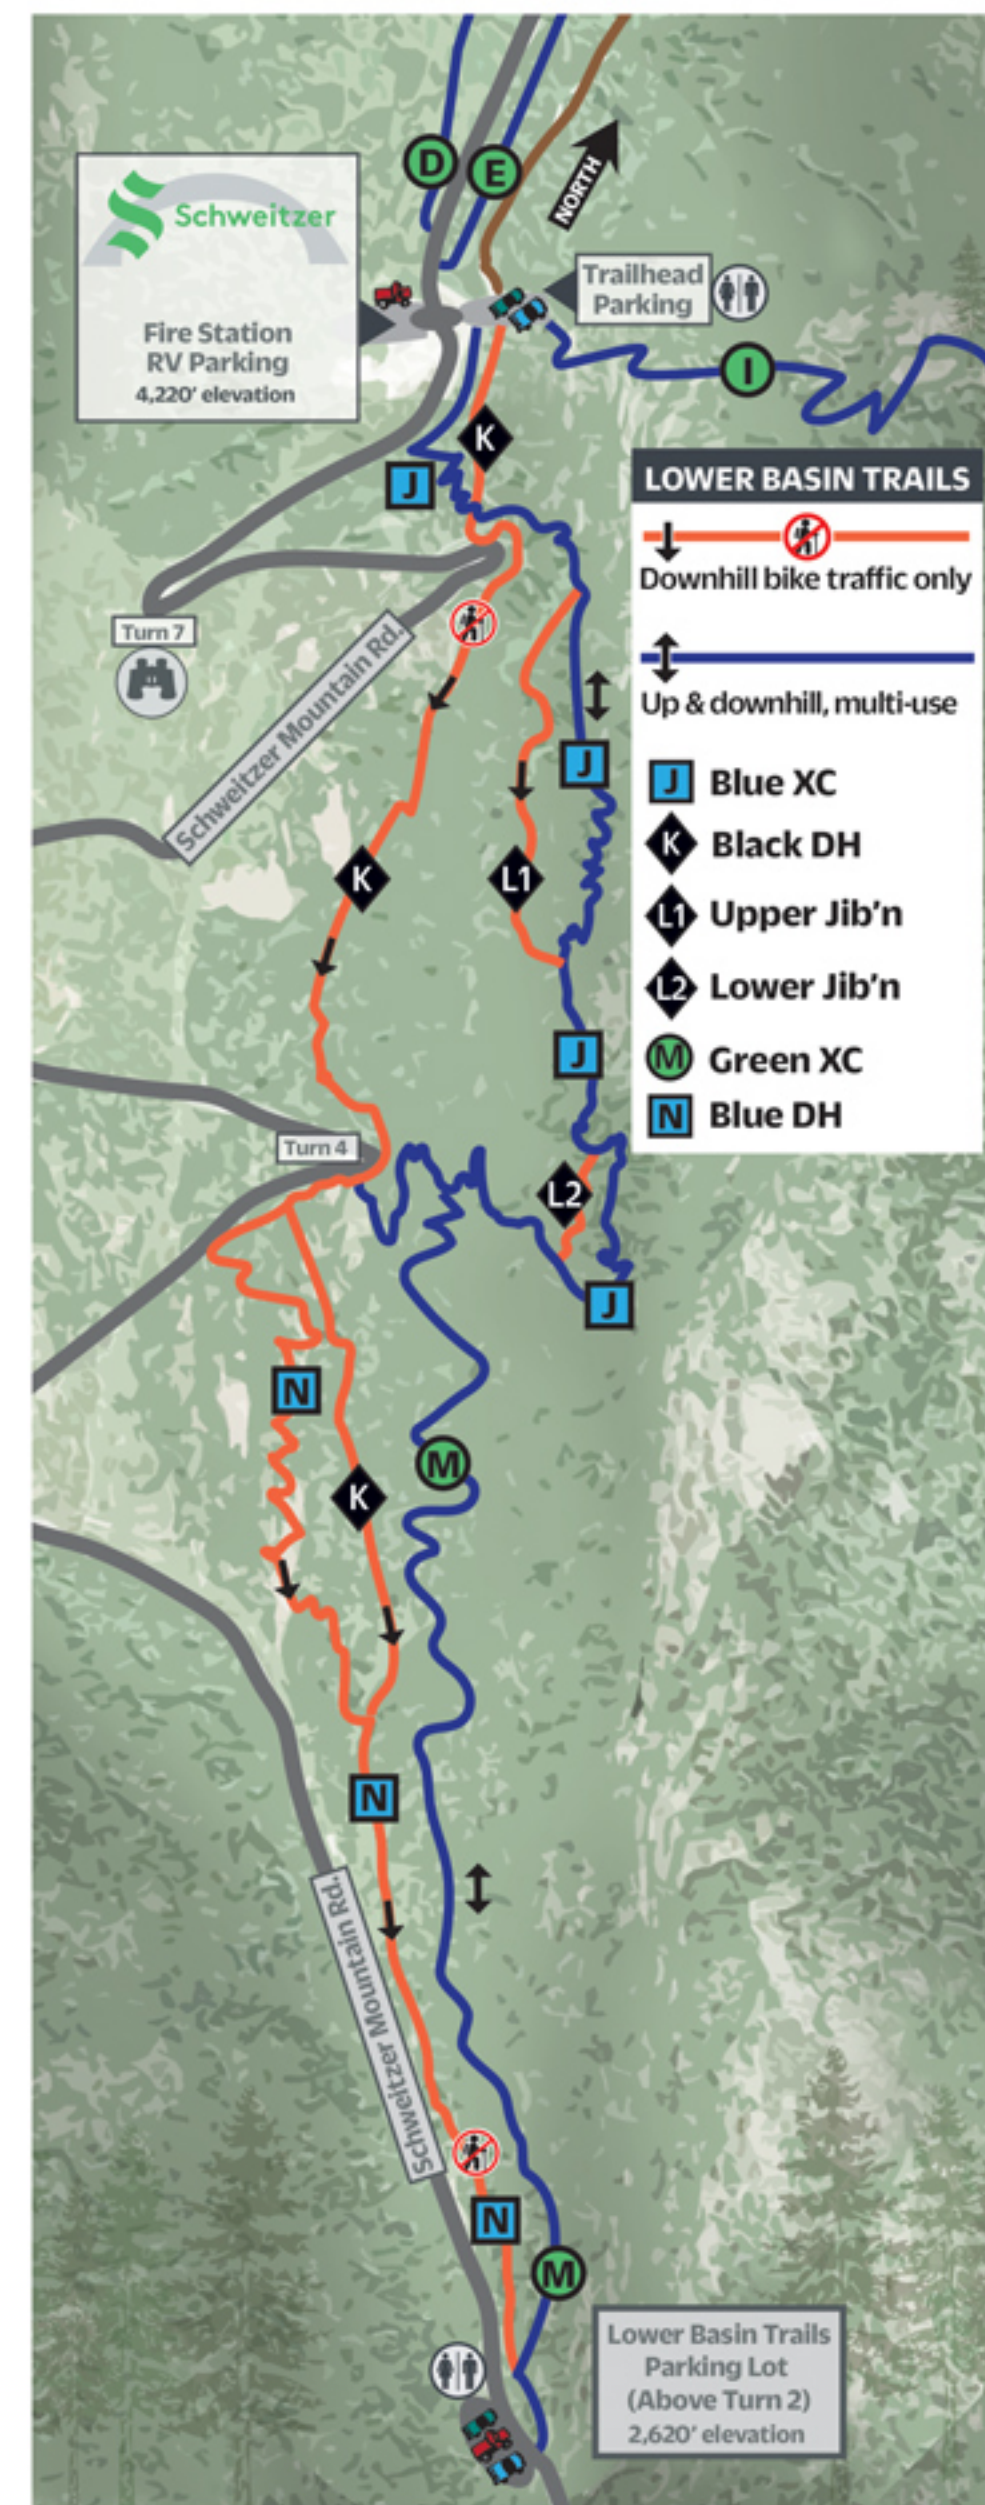 D
E
NORTH
Schweitzer
Fire Station
RV Parking
4,220' elevation
Trailhead
Parking
I
K
J
LOWER BASIN TRAILS
Downhill bike traffic only
Up & downhill, multi-use
J Blue XC
K Black DH
L1 Upper Jib'n
L2 Lower Jib'n
M Green XC
N Blue DH
Turn 7
Schweitzer Mountain Rd.
J
K
L1
J
Turn 4
L2
J
N
M
K
N
Schweitzer Mountain Rd.
N
M
Lower Basin Trails
Parking Lot
(Above Turn 2)
2,620' elevation